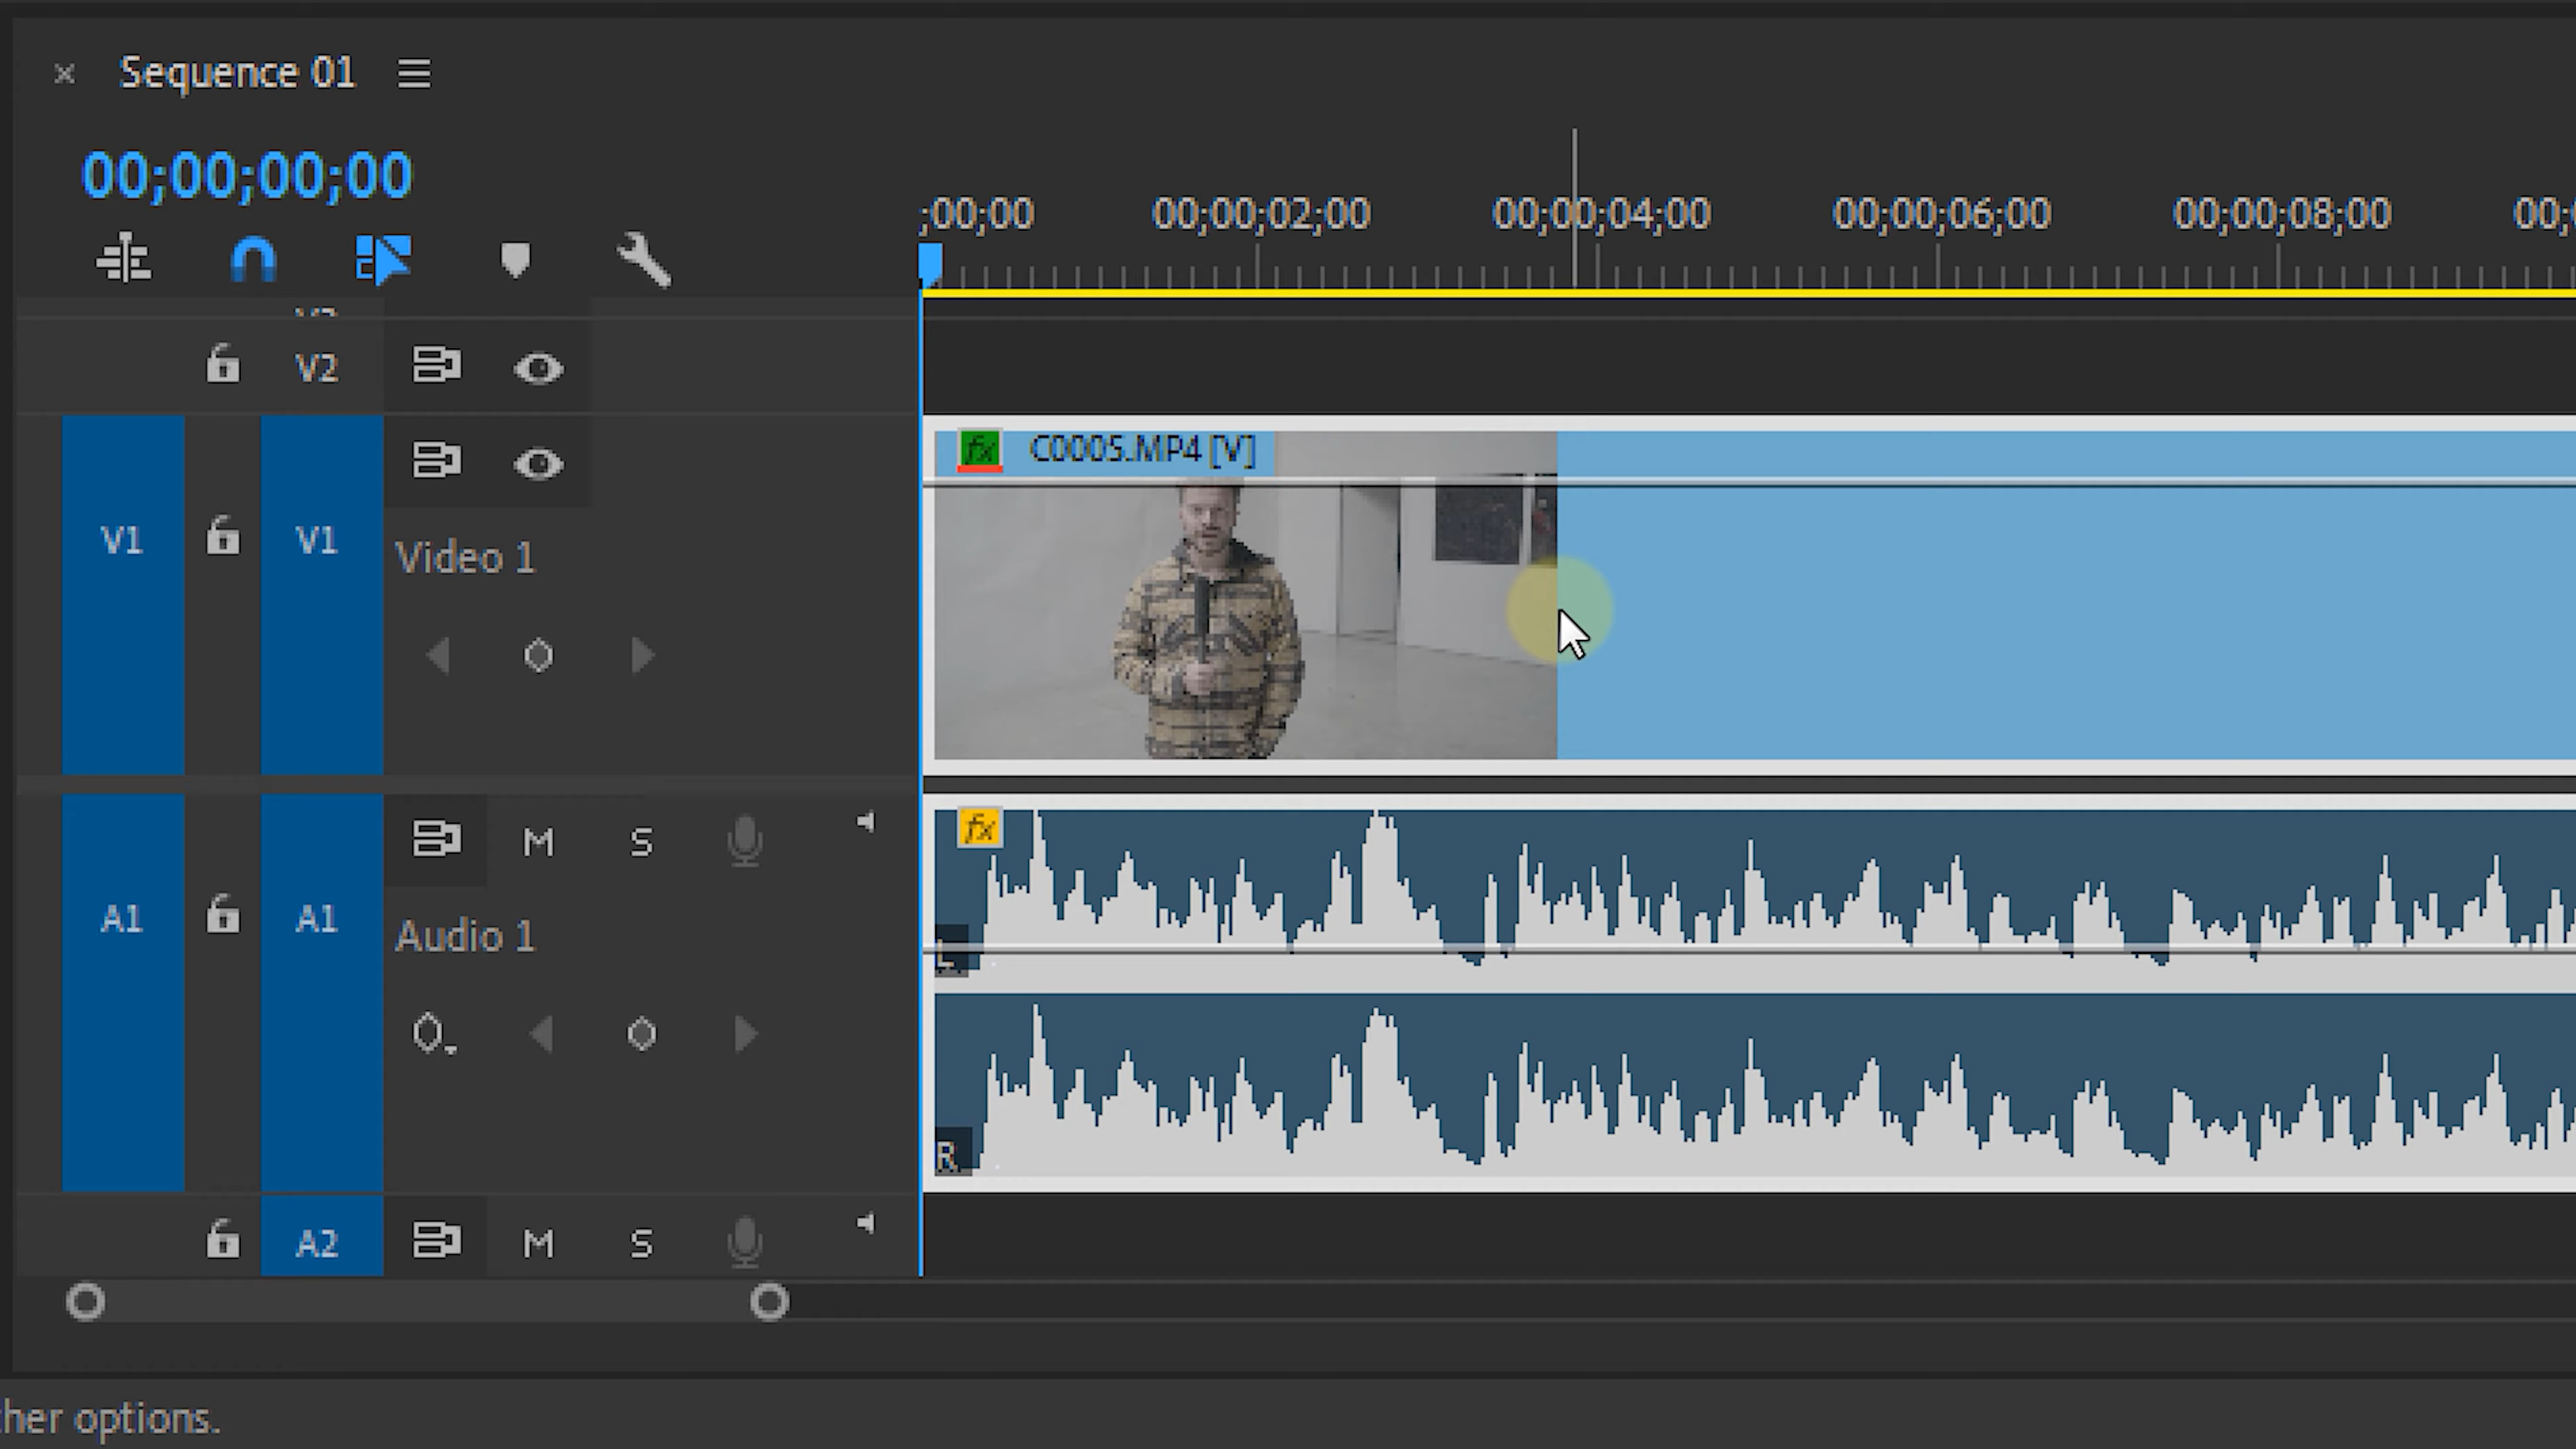 × Sequence 01
00;00;00;00
;00;00 00;00;02;00 00;00;04;00 00;00;06;00 00;00;08;00
V2
fx C0005.MP4 [V]
V1 V1 Video 1
fx
M S
A1 A1 Audio 1
L
R
A2 M S
her options.